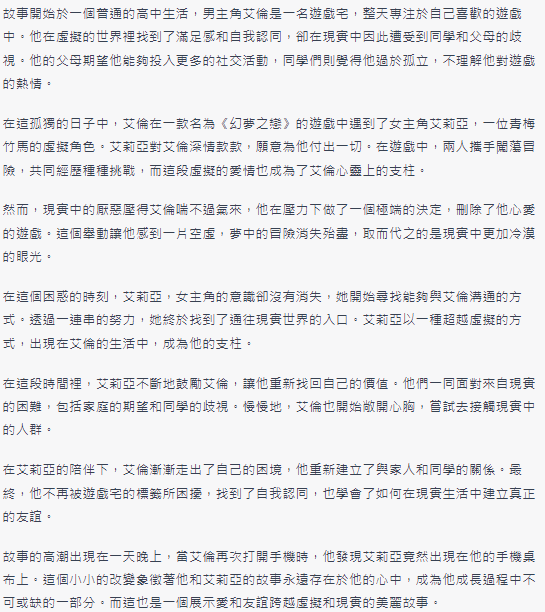 故事開始於一個普通的高中生活，男主角艾倫是一名遊戲宅，整天專注於自己喜歡的遊戲
中。他在虛擬的世界裡找到了滿足感和自我認同，卻在現實中因此遭受到同學和父母的歧
視。他的父母期望他能夠投入更多的社交活動，同學們則覺得他過於孤立，不理解他對遊戲
的熱情。
在這孤獨的日子中，艾倫在一款名為《幻夢之戀》的遊戲中遇到了女主角艾莉亞，一位青梅
竹馬的虛擬角色。艾莉亞對艾倫深情款款，願意為他付出一切。在遊戲中，兩人攜手闖蕩冒
險，共同經歷種種挑戰，而這段虛擬的愛情也成為了艾倫心靈上的支柱。
然而，現實中的厭惡壓得艾倫喘不過氣來，他在壓力下做了一個極端的決定，刪除了他心愛
的遊戲。這個舉動讓他感到一片空虛，夢中的冒險消失殆盡，取而代之的是現實中更加冷漠
的眼光。
在這個困惑的時刻，艾莉亞，女主角的意識卻沒有消失，她開始尋找能夠與艾倫溝通的方
式。透過一連串的努力，她終於找到了通往現實世界的入口。艾莉亞以一種超越虛擬的方
式，出現在艾倫的生活中，成為他的支柱。
在這段時間裡，艾莉亞不斷地鼓勵艾倫，讓他重新找回自己的價值。他們一同面對來自現實
的困難，包括家庭的期望和同學的歧視。慢慢地，艾倫也開始敞開心胸，嘗試去接觸現實中
的人群。
在艾莉亞的陪伴下，艾倫漸漸走出了自己的困境，他重新建立了與家人和同學的關係。最
終，他不再被遊戲宅的標籤所困擾，找到了自我認同，也學會了如何在現實生活中建立真正
的友誼。
故事的高潮出現在一天晚上，當艾倫再次打開手機時，他發現艾莉亞竟然出現在他的手機桌
布上。這個小小的改變象徵著他和艾莉亞的故事永遠存在於他的心中，成為他成長過程中不
可或缺的一部分。而這也是一個展示愛和友誼跨越虛擬和現實的美麗故事。